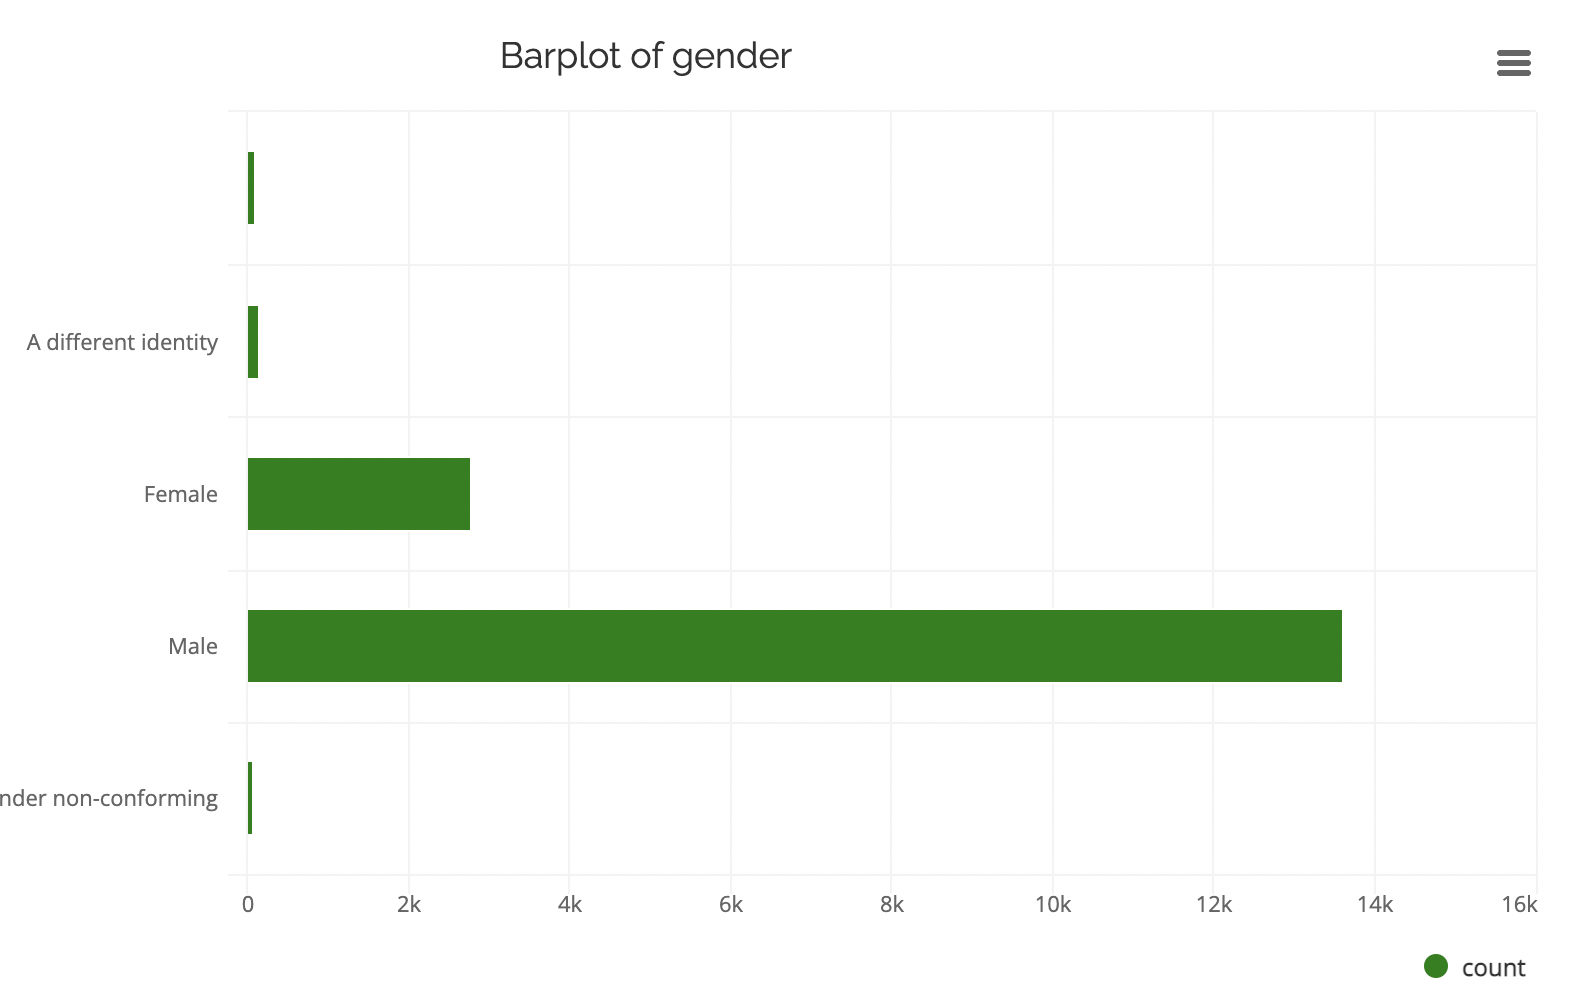 Barplot of gender
A different identity
Female
Male
nder non-conforming
0 2k 4k 6k 8k 10k 12k 14k 16k
count